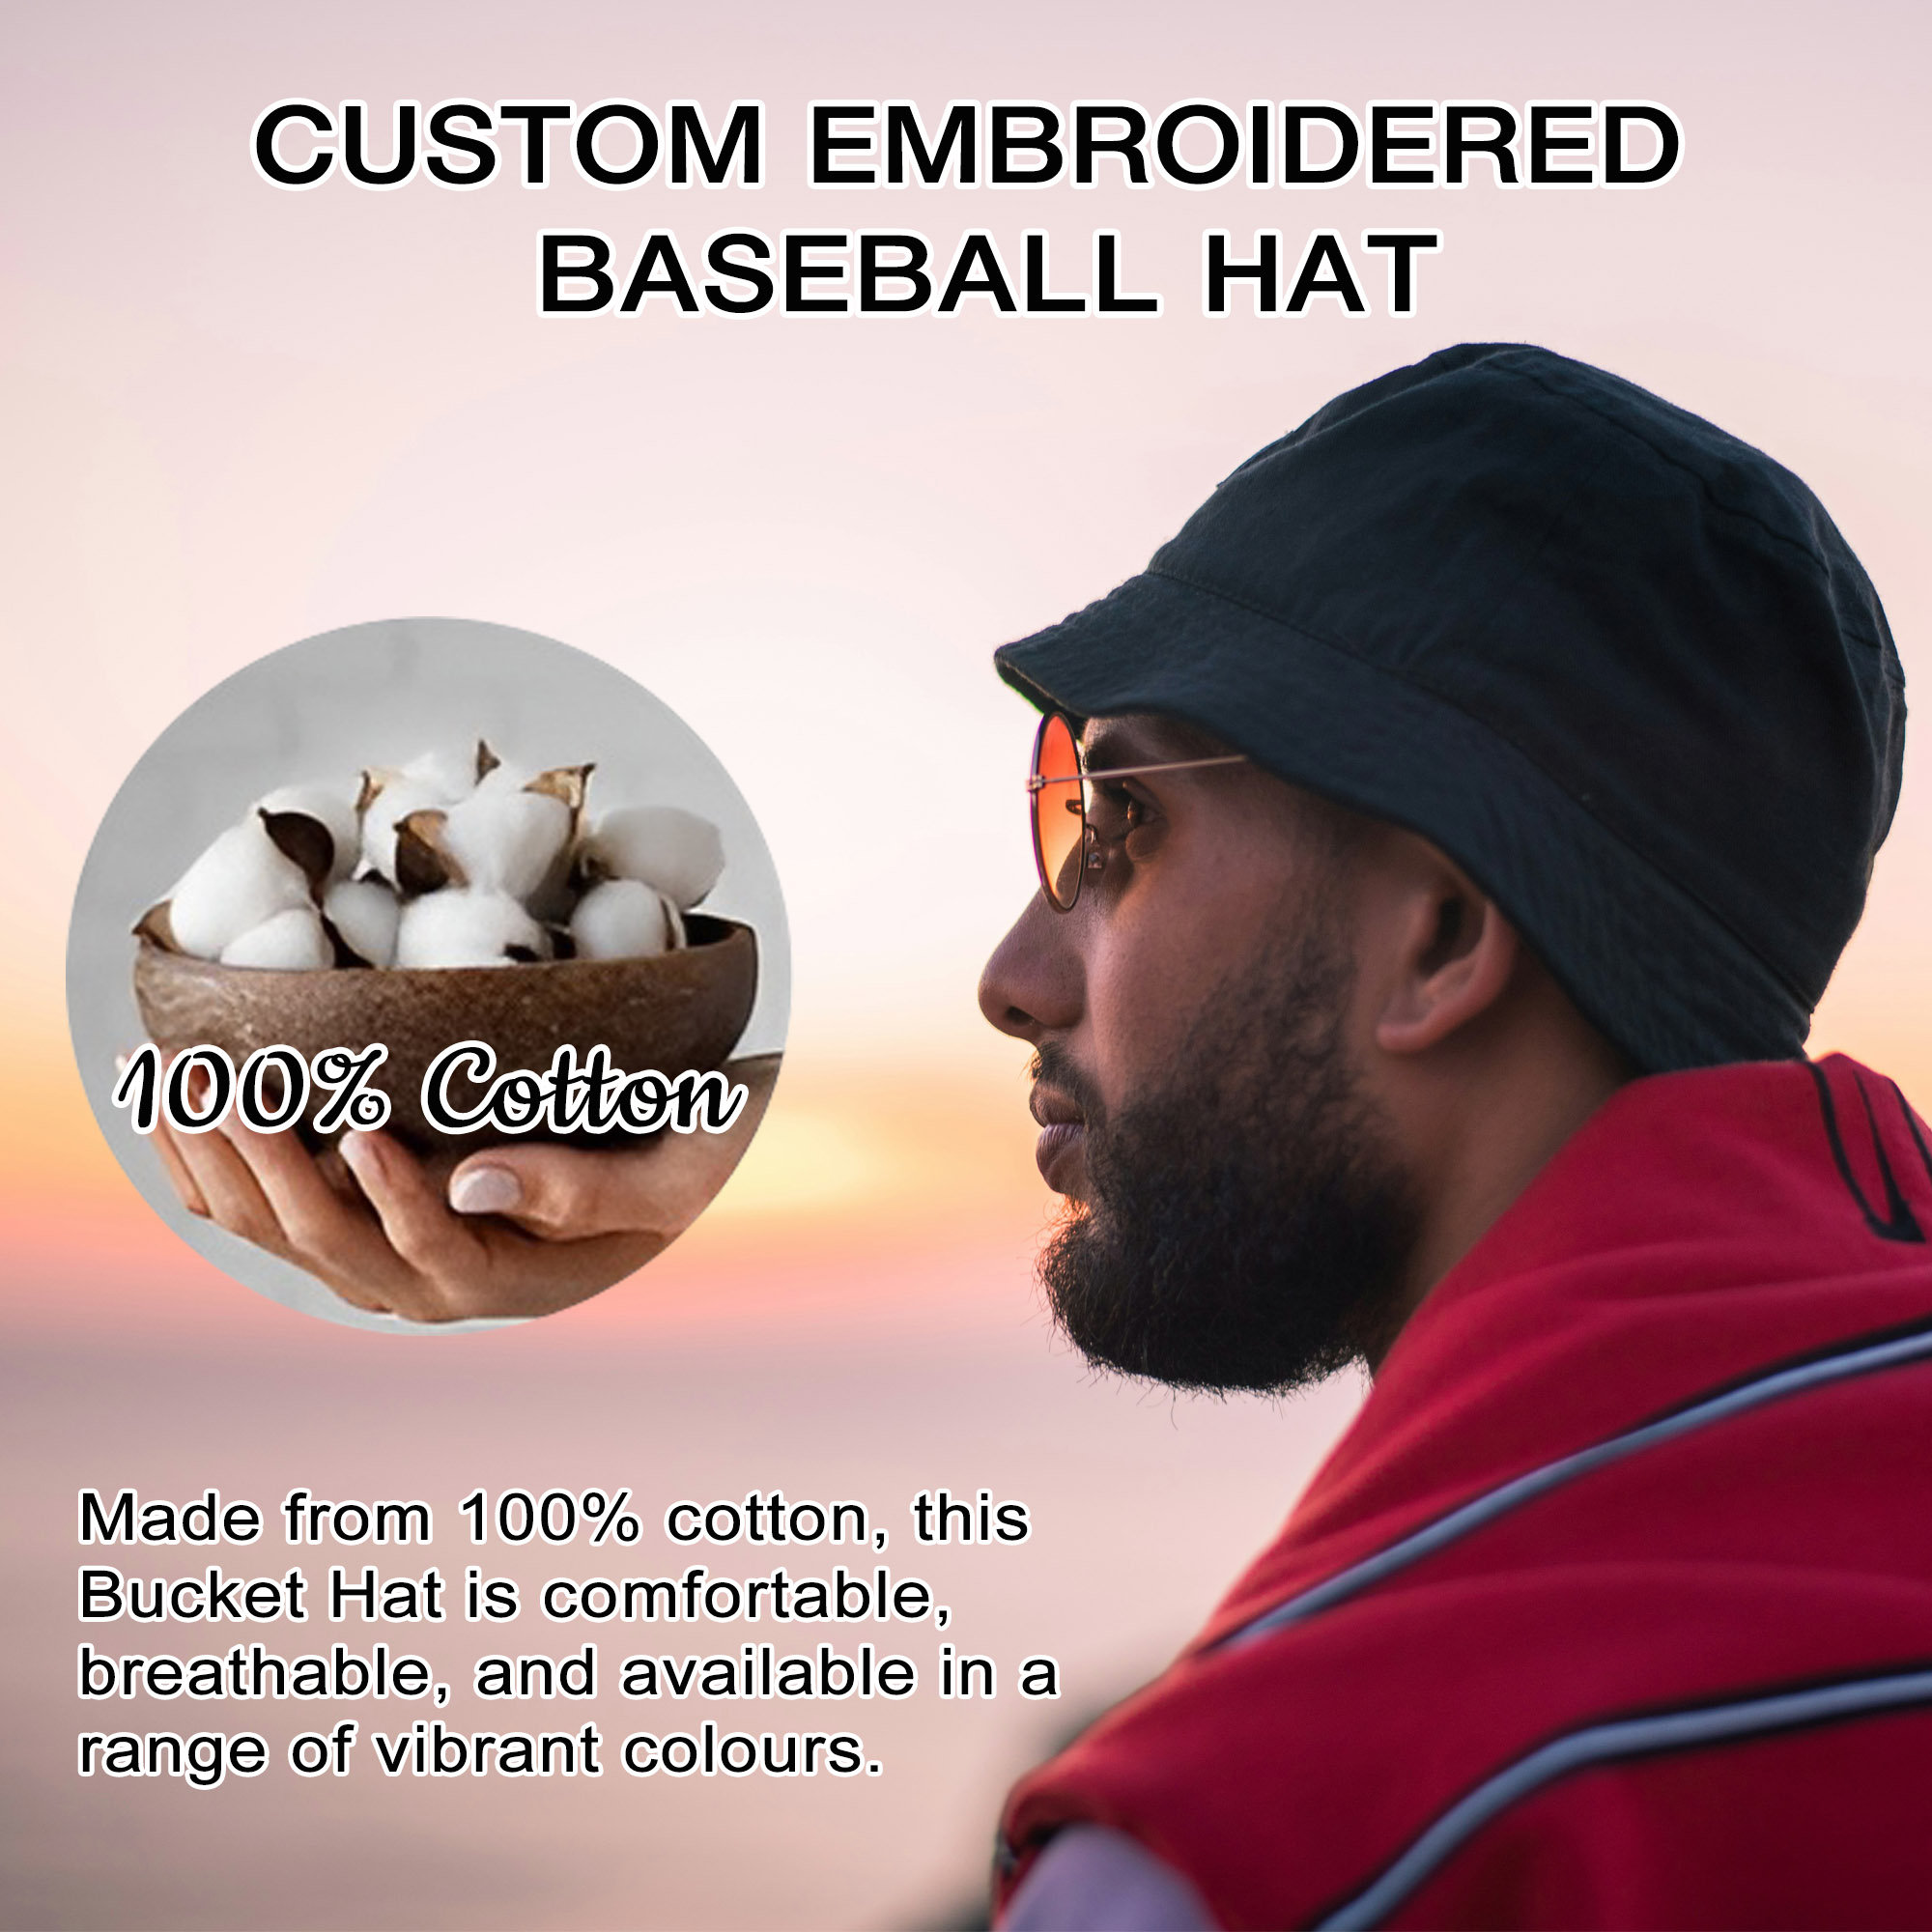 CUSTOM EMBROIDERED
BASEBALL HAT
100% Cotton
Made from 100% cotton, this
Bucket Hat is comfortable,
breathable, and available in a
range of vibrant colours.